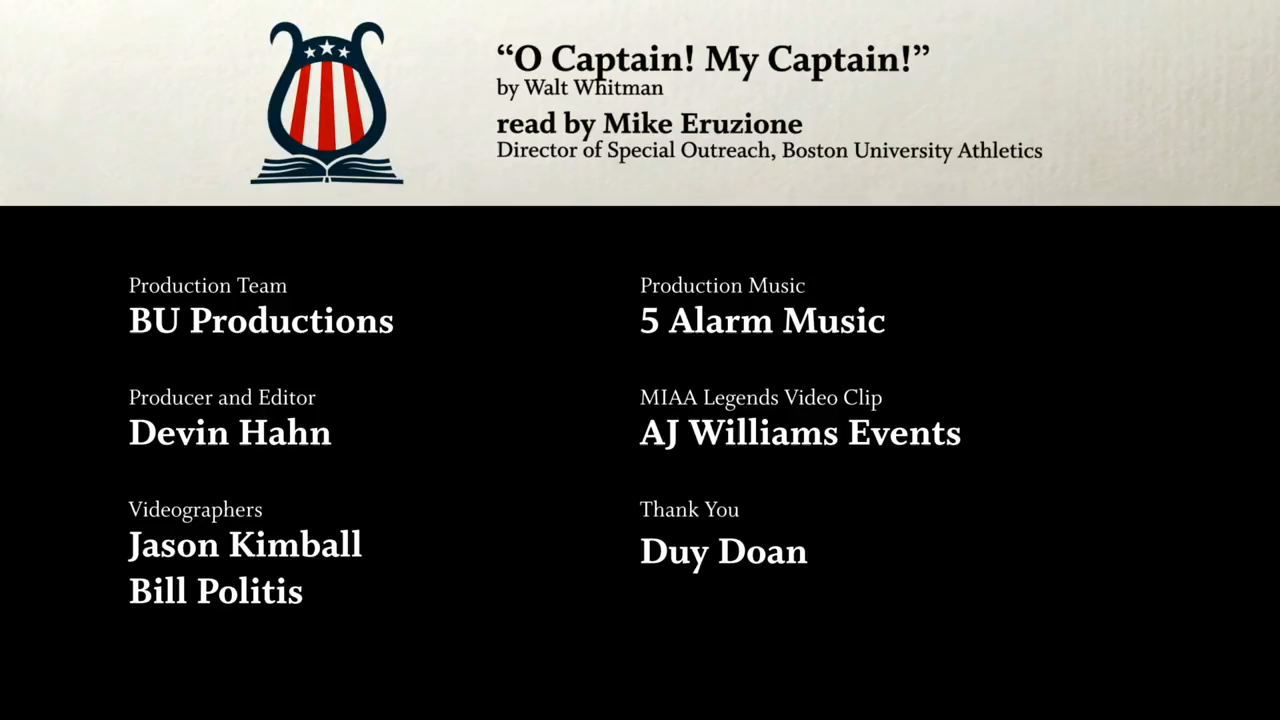 “O Captain! My Captain!”
by Walt Whitman
read by Mike Eruzione
Director of Special Outreach, Boston University Athletics
Production Team
BU Productions
Producer and Editor
Devin Hahn
Videographers
Jason Kimball
Bill Politis
Production Music
5 Alarm Music
MIAA Legends Video Clip
AJ Williams Events
Thank You
Duy Doan